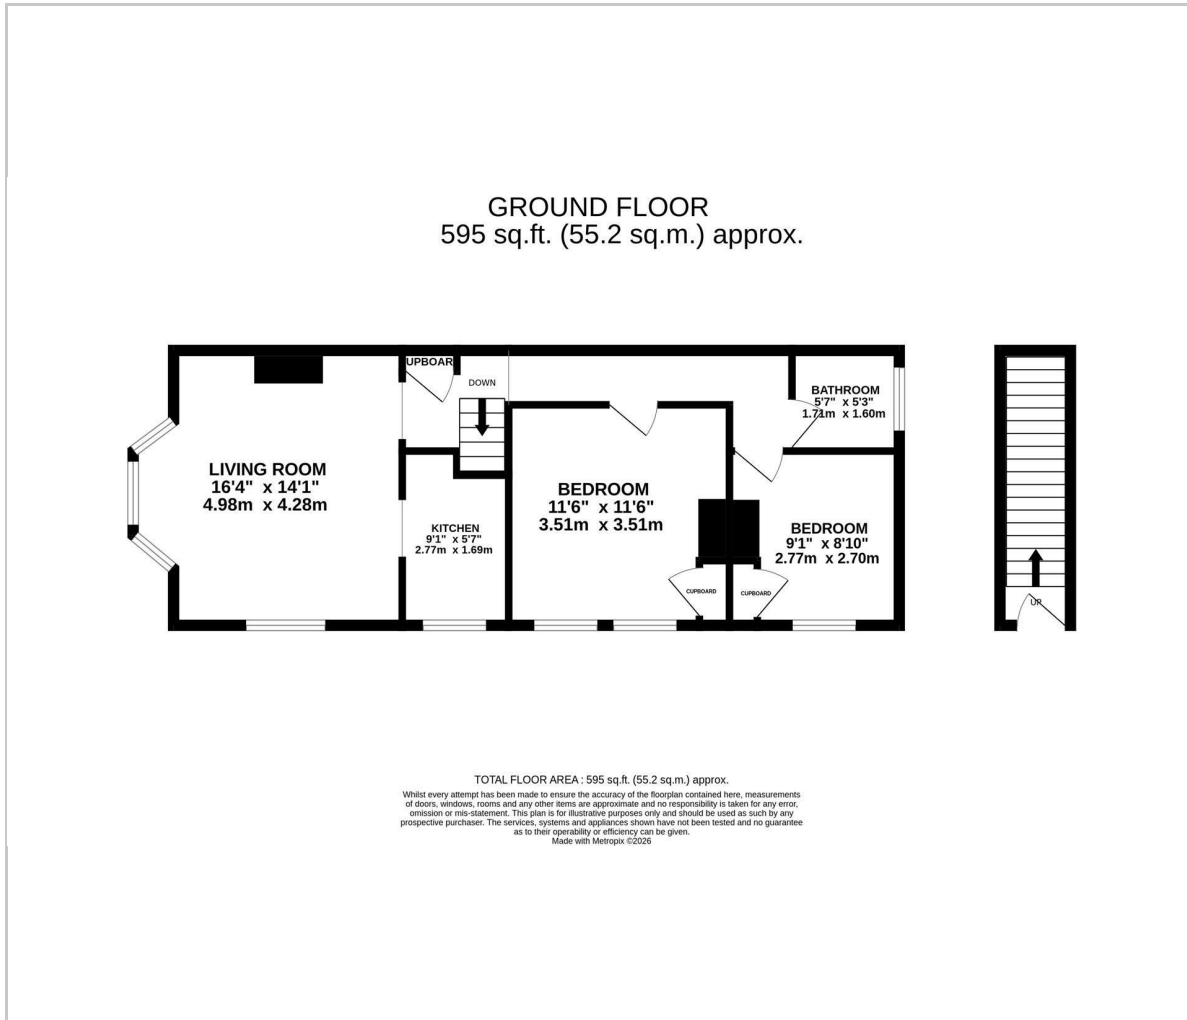 GROUND FLOOR
595 sq.ft. (55.2 sq.m.) approx.
UPBOAR
DOWN
BATHROOM
5'7" x 5'3"
1.71m x 1.60m
LIVING ROOM
16'4" x 14'1"
4.98m x 4.28m
KITCHEN
9'1" x 5'7"
2.77m x 1.69m
BEDROOM
11'6" x 11'6"
3.51m x 3.51m
BEDROOM
9'1" x 8'10"
2.77m x 2.70m
CUPBOARD
CUPBOARD
UP
TOTAL FLOOR AREA : 595 sq.ft. (55.2 sq.m.) approx.
Whilst every attempt has been made to ensure the accuracy of the floorplan contained here, measurements
of doors, windows, rooms and any other items are approximate and no responsibility is taken for any error,
omission or mis-statement. This plan is for illustrative purposes only and should be used as such by any
prospective purchaser. The services, systems and appliances shown have not been tested and no guarantee
as to their operability or efficiency can be given.
Made with Metropix ©2026